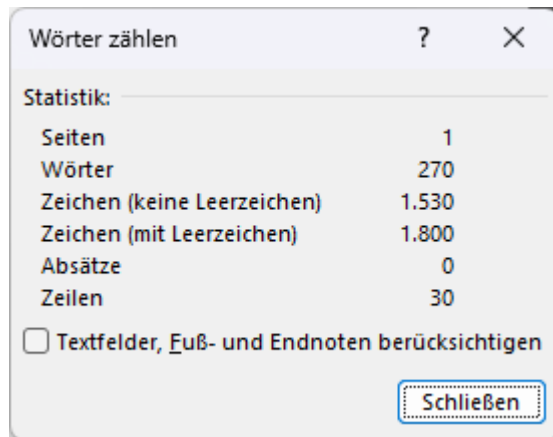 Wörter zählen ? ×
Statistik:
Seiten 1
Wörter 270
Zeichen (keine Leerzeichen) 1.530
Zeichen (mit Leerzeichen) 1.800
Absätze 0
Zeilen 30
Textfelder, Fuß- und Endnoten berücksichtigen
Schließen